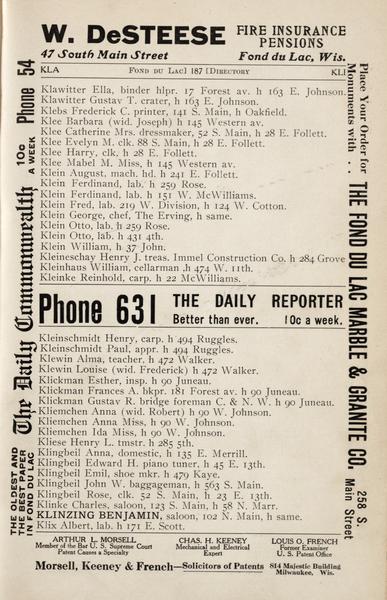 W. DeSTEESE FIRE INSURANCE
PENSIONS
47 South Main Street Fond du Lac, Wis.
KLA FOND DU LAC] 187 [DIRECTORY KLI
Klawitter Ella, binder hlpr. 17 Forest av. h 163 E. Johnson.
Klawitter Gustav T. crater, h 163 E. Johnson.
Klebs Frederick C. printer, 141 S. Main, h Oakfield.
Klee Barbara (wid. Joseph) h 145 Western av.
Klee Catherine Mrs. dressmaker, 52 S. Main, h 28 E. Follett.
Klee Evelyn M. clk. 88 S. Main, h 28 E. Follett.
Klee Harry, clk. h 28 E. Follett.
Klee Mabel M. Miss, h 145 Western av.
Klein August, mach. hd. h 241 E. Follett.
Klein Ferdinand, lab. h 259 Rose.
Klein Ferdinand, lab. h 151 W. McWilliams.
Klein Fred, lab. 219 W. Division, h 124 W. Cotton.
Klein George, chef, The Erving, h same.
Klein Otto, lab. h 259 Rose.
Klein Otto, lab. h 431 4th.
Klein William, h 37 John.
Kleineschay Henry J. treas. Immel Construction Co. h 284 Grove
Kleinhaus William, cellarman ,h 474 W. 11th.
Kleinke Reinhold, carp. h 22 McWilliams.
Phone 631 THE DAILY REPORTER
Better than ever. 10c a week.
Kleinschmidt Henry, carp. h 494 Ruggles.
Kleinschmidt Paul, appr. h 494 Ruggles.
Klewin Alma, teacher, h 472 Walker.
Klewin Louise (wid. Frederick) h 472 Walker.
Klickman Esther, insp. h 90 Juneau.
Klickman Frances A. bkpr. 181 Forest av. h 90 Juneau.
Klickman Gustav R. bridge foreman C. & N. W. h 90 Juneau.
Kliemchen Anna (wid. Robert) h 90 W. Johnson.
Kliemchen Anna Miss, h 90 W. Johnson.
Kliemchen Ida Miss, h 90 W. Johnson.
Kliese Henry L. tmstr. h 285 5th.
Klingbeil Anna, domestic, h 135 E. Merrill.
Klingbeil Edward H. piano tuner, h 45 E. 13th.
Klingbeil Emil, shoe mkr. h 479 Kaye.
Klingbeil John W. baggageman, h 563 S. Main.
Klingbeil Rose, clk. 52 S. Main, h 23 E. 13th.
Klinke Charles, saloon, 123 S. Main, h 58 N. Marr.
KLINZING BENJAMIN, saloon, 102 N. Main, h same.
Klix Albert, lab. h 171 E. Scott.
ARTHUR L. MORSELL CHAS. H. KEENEY LOUIS O. FRENCH
Member of the Bar U. S. Supreme Court Mechanical and Electrical Former Examiner
Patent Causes a Specialty Expert U. S. Patent Office
Morsell, Keeney & French—Solicitors of Patents 814 Majestic Building
Milwaukee, Wis.
THE OLDEST AND
THE BEST PAPER
IN FOND DU LAC
The Daily Commonwealth
10c
A WEEK
Phone 54
Place Your Order for
Monuments with . .
THE FOND DU LAC MARBLE & GRANITE CO.
258 S.
Main Street